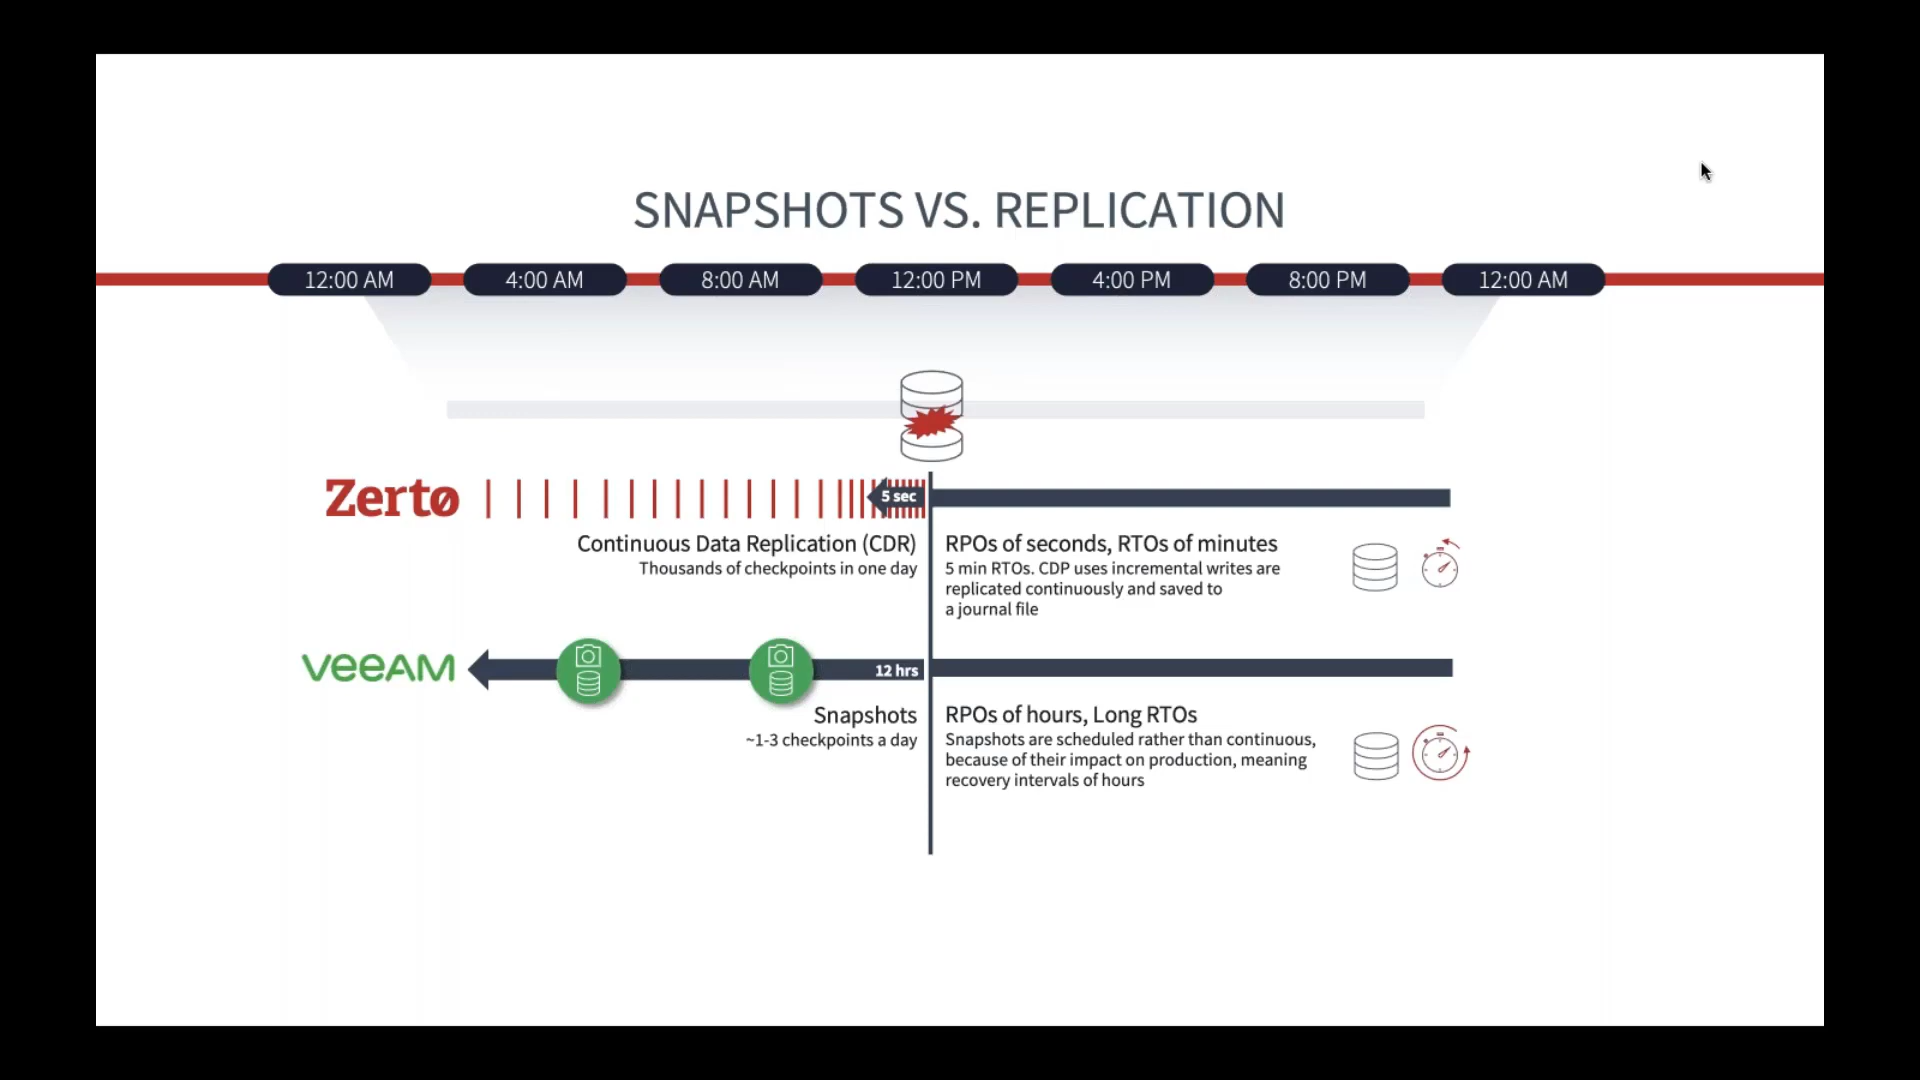 SNAPSHOTS VS. REPLICATION
12:00 AM 4:00 AM 8:00 AM 12:00 PM 4:00 PM 8:00 PM 12:00 AM
Zerto
5 sec
Continuous Data Replication (CDR)
Thousands of checkpoints in one day
RPOs of seconds, RTOs of minutes
5 min RTOs. CDP uses incremental writes are
replicated continuously and saved to
a journal file
veeAM
12 hrs
Snapshots
~1-3 checkpoints a day
RPOs of hours, Long RTOs
Snapshots are scheduled rather than continuous,
because of their impact on production, meaning
recovery intervals of hours